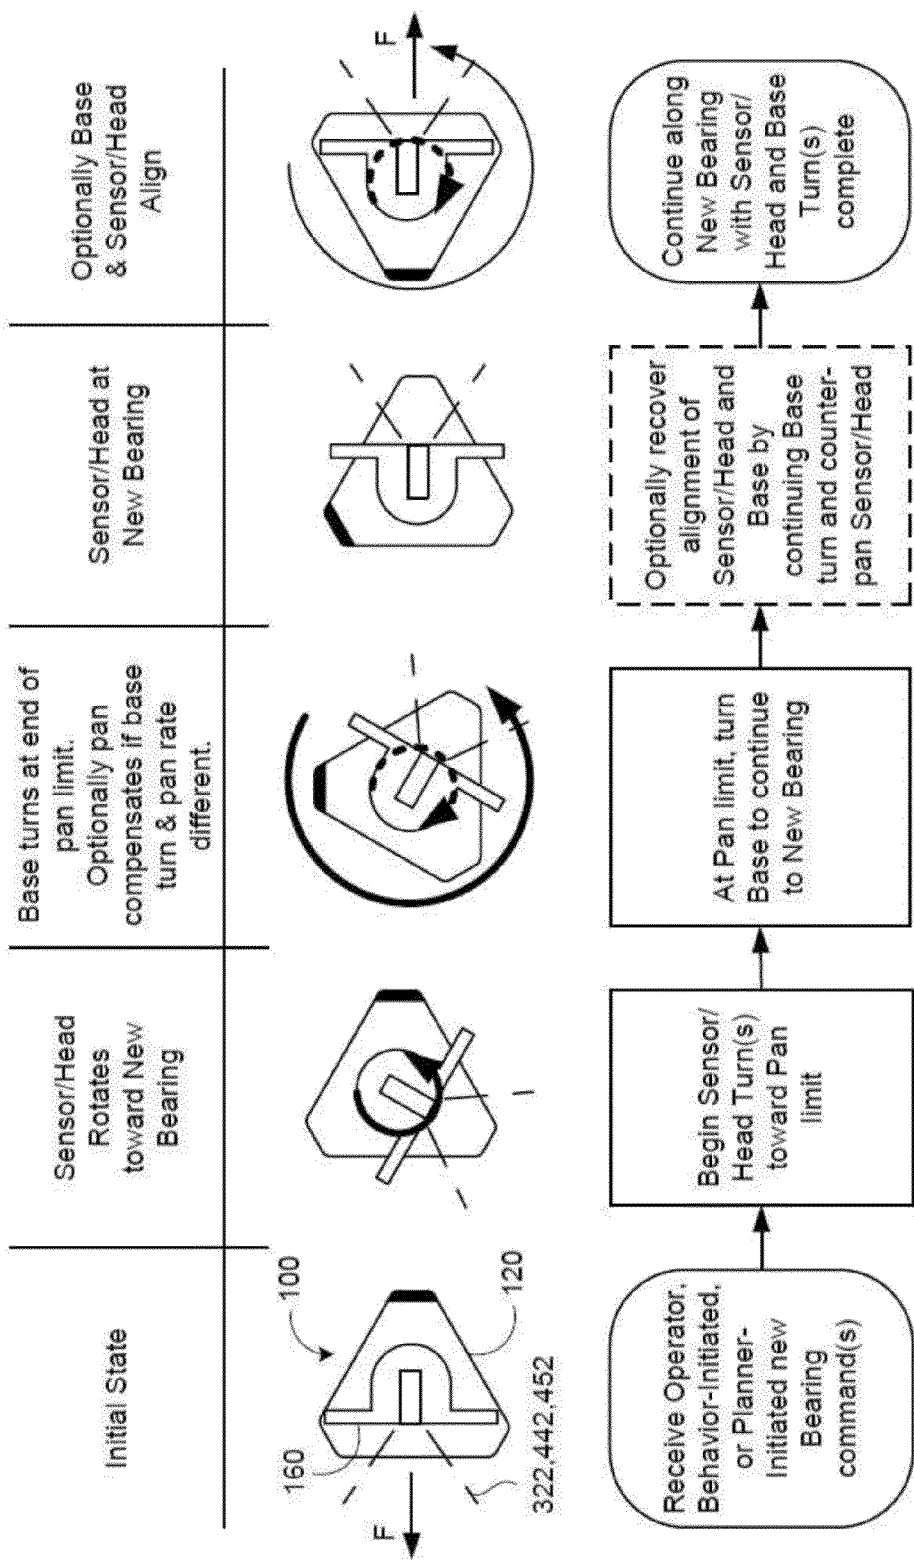 Initial State
Sensor/Head
Rotates
toward New
Bearing
Base turns at end of
pan limit.
Optionally pan
compensates if base
turn & pan rate
different.
Sensor/Head at
New Bearing
Optionally Base
& Sensor/Head
Align
F
160
100
120
322,442,452
F
Receive Operator,
Behavior-Initiated,
or Planner-
Initiated new
Bearing
command(s)
Begin Sensor/
Head Turn(s)
toward Pan
limit
At Pan limit, turn
Base to continue
to New Bearing
Optionally recover
alignment of
Sensor/Head and
Base by
continuing Base
turn and counter-
pan Sensor/Head
Continue along
New Bearing
with Sensor/
Head and Base
Turn(s)
complete